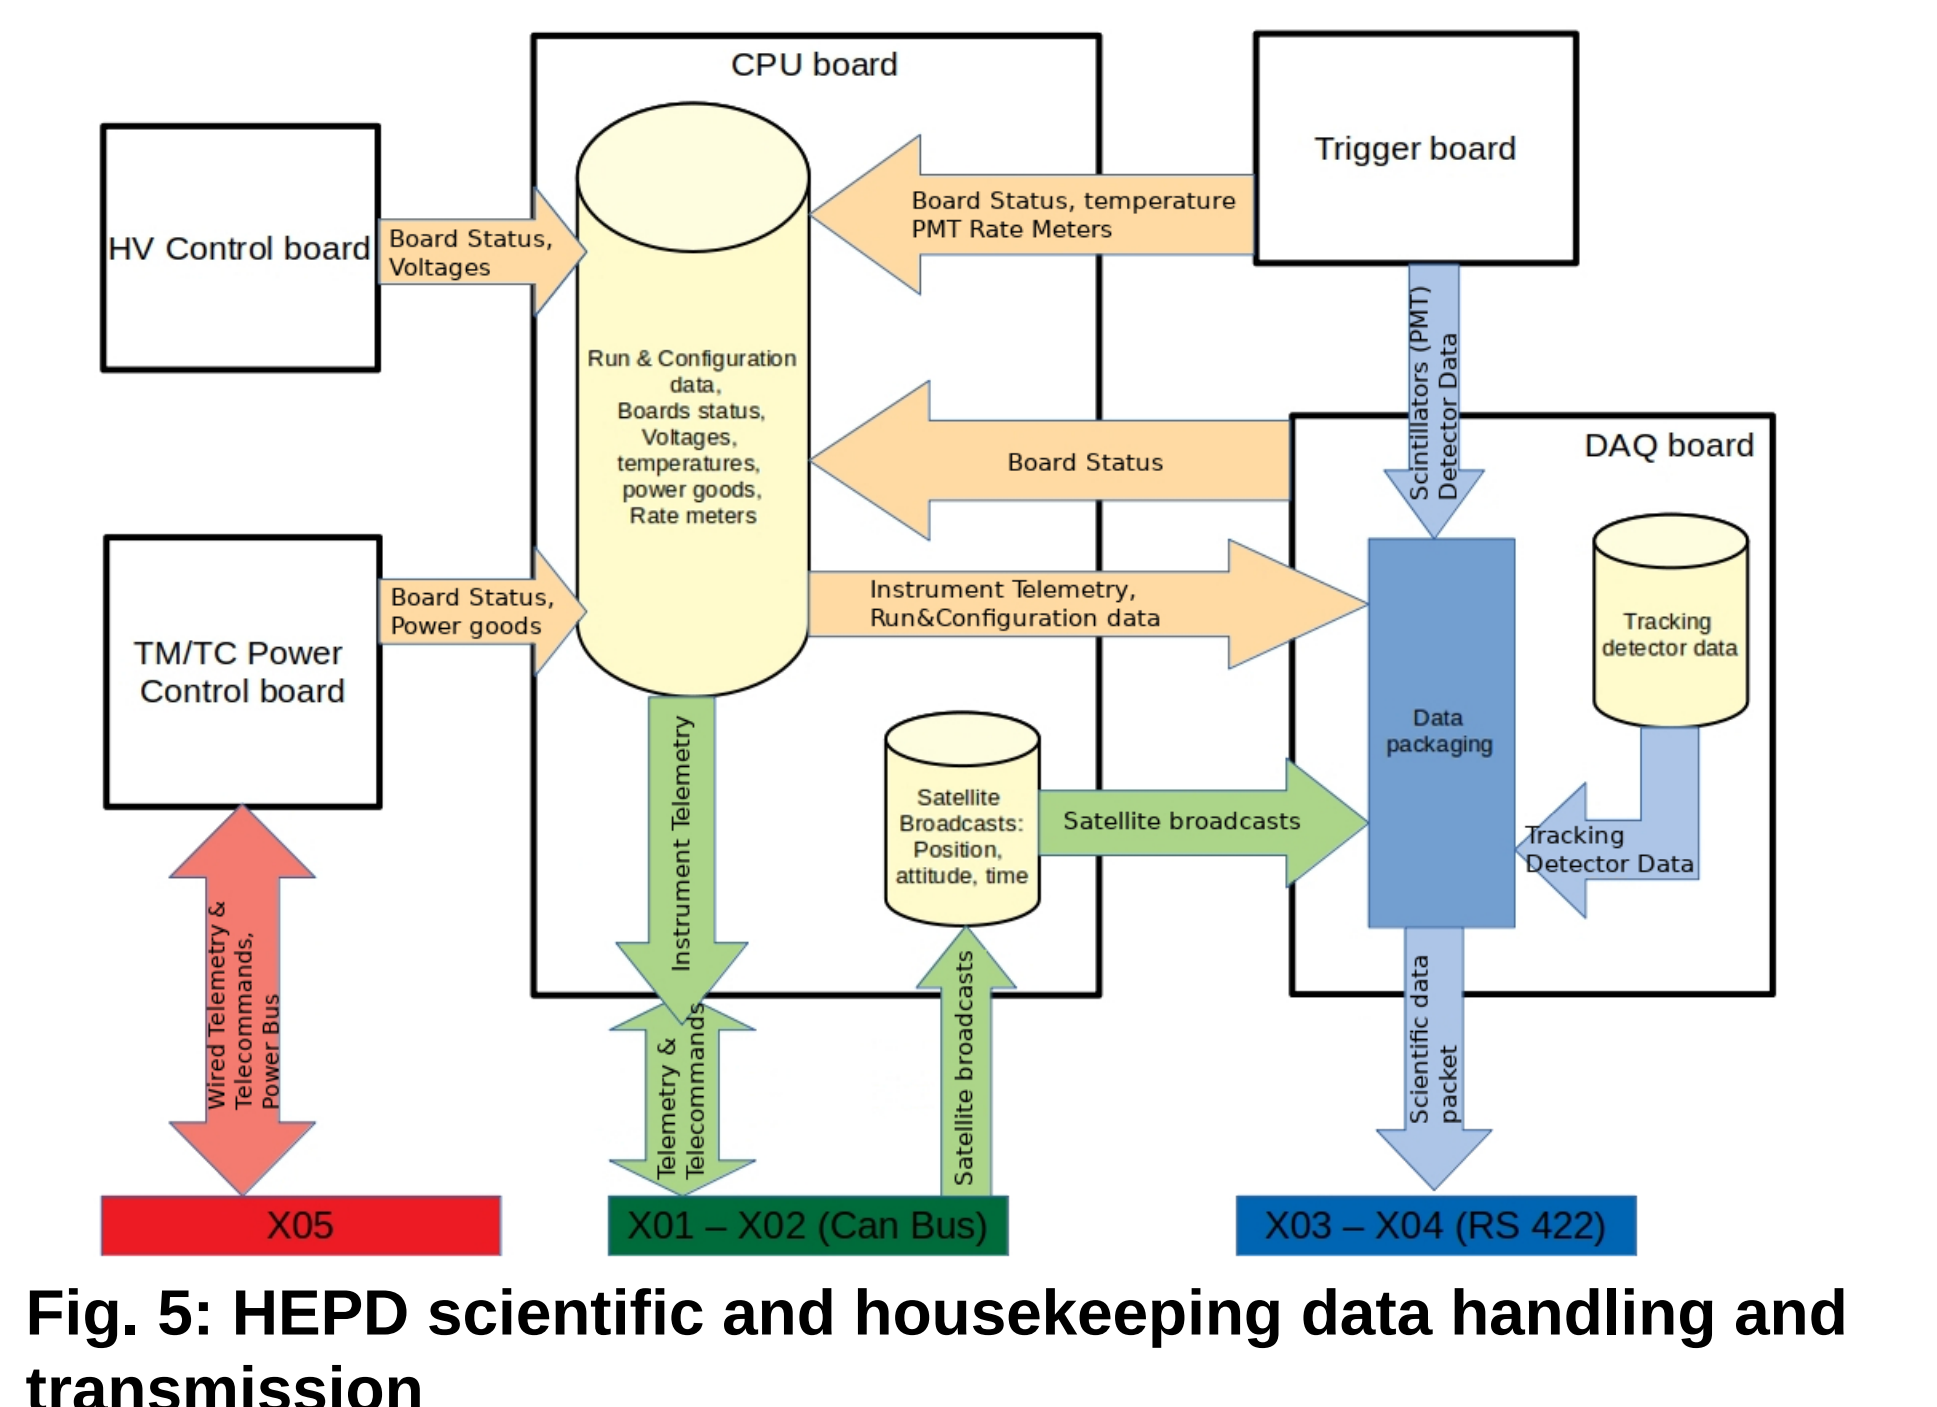 CPU board
Trigger board
HV Control board
Board Status,
Voltages
Board Status, temperature
PMT Rate Meters
Scintillators (PMT)
Detector Data
Run & Configuration
data,
Boards status,
Voltages,
temperatures,
power goods,
Rate meters
Board Status
DAQ board
TM/TC Power
Control board
Board Status,
Power goods
Instrument Telemetry,
Run&Configuration data
Tracking
detector data
Data
packaging
Instrument Telemetry
Satellite
Broadcasts:
Position,
attitude, time
Satellite broadcasts
Tracking
Detector Data
Wired Telemetry &
Telecommands,
Power Bus
Telemetry &
Telecommands
Satellite broadcasts
Scientific data
packet
X05
X01 – X02 (Can Bus)
X03 – X04 (RS 422)
Fig. 5: HEPD scientific and housekeeping data handling and
transmission